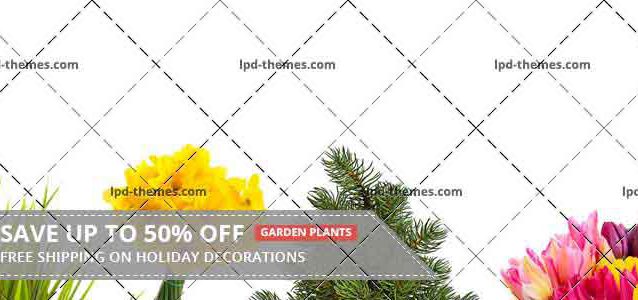 lpd-themes.com lpd-themes.com lpd-themes.com
lpd-themes.com lpd-themes.com lpd
SAVE UP TO 50% OFF GARDEN PLANTS
FREE SHIPPING ON HOLIDAY DECORATIONS